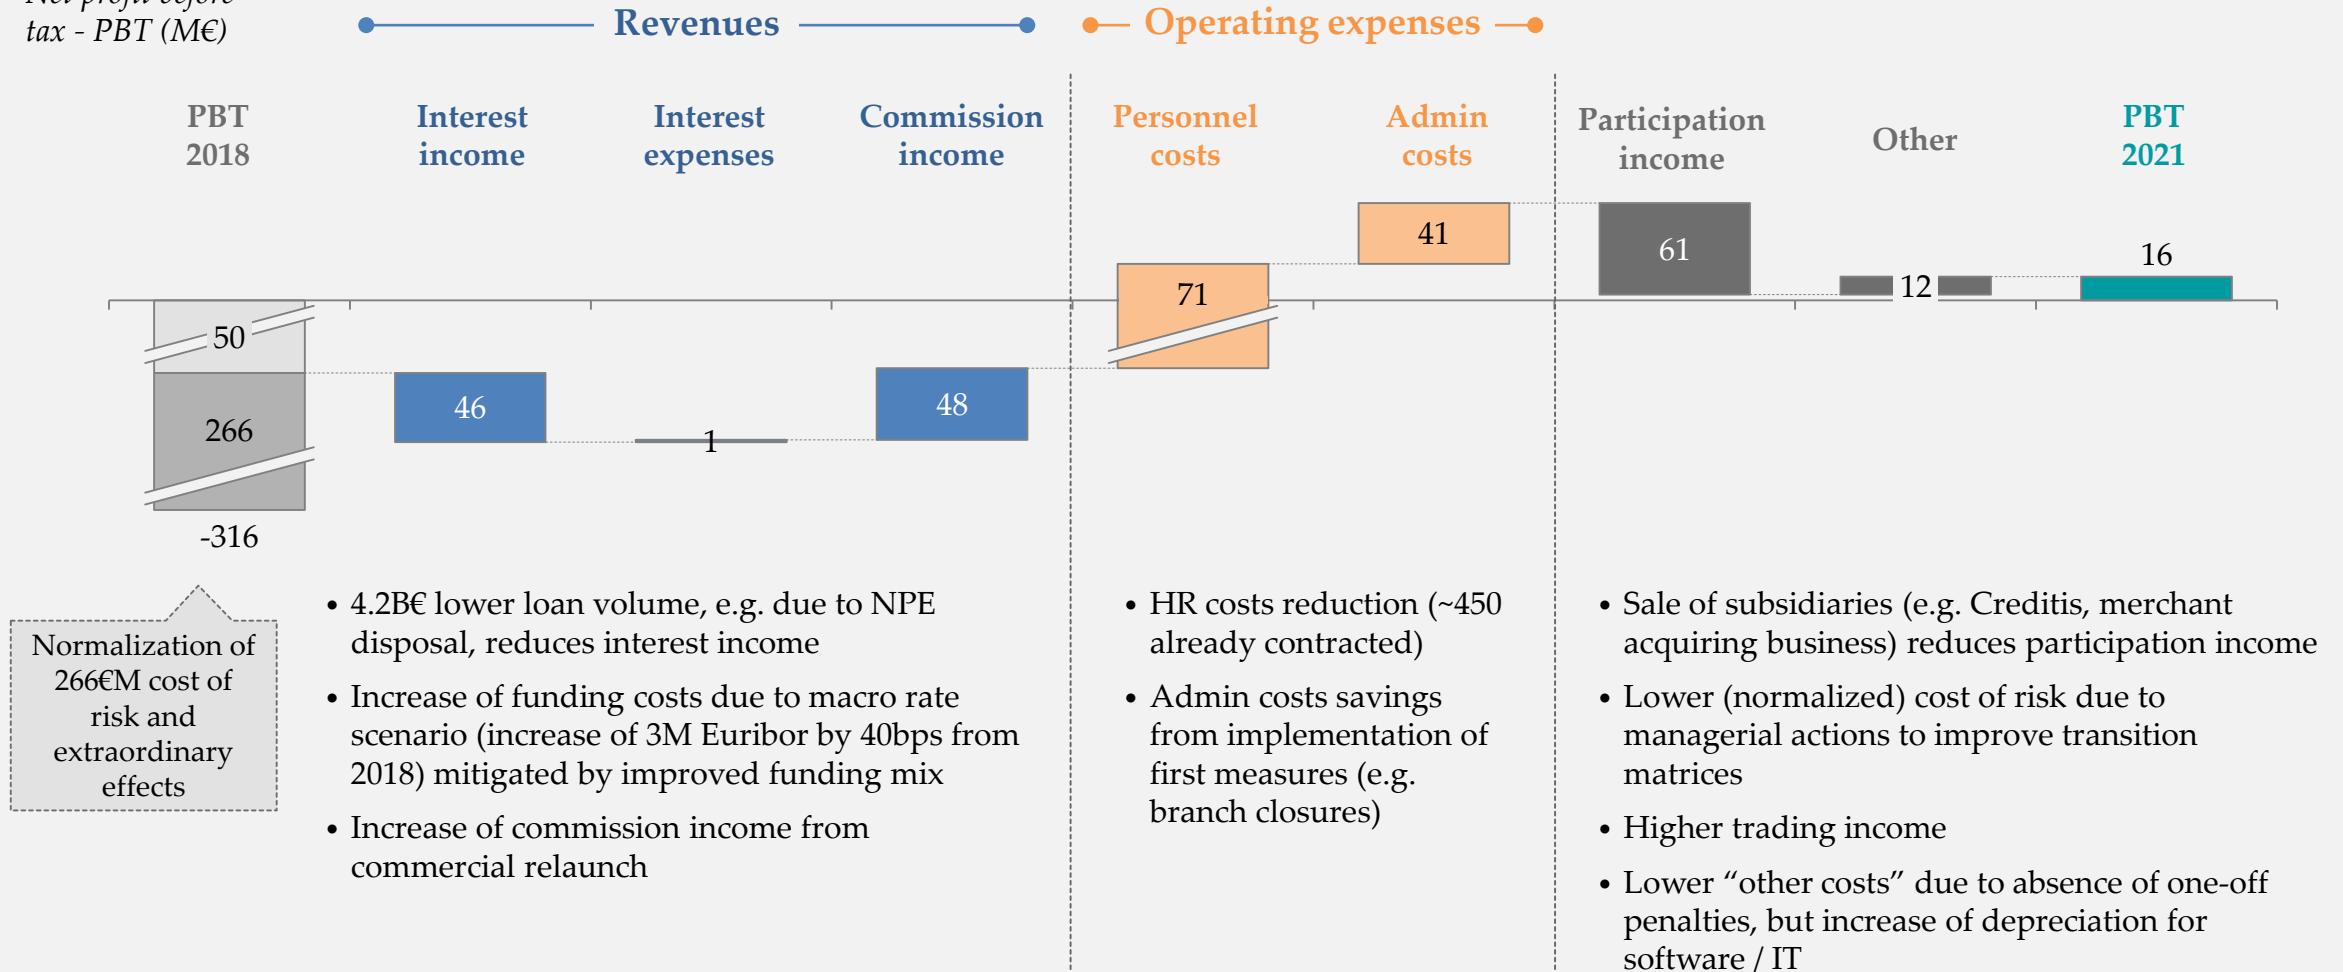 Net profit before
tax - PBT (M€)
Revenues
Operating expenses
PBT
2018
Interest
income
Interest
expenses
Commission
income
Personnel
costs
Admin
costs
Participation
income
Other
PBT
2021
50
266
-316
46
1
48
71
41
61
12
16
Normalization of
266€M cost of
risk and
extraordinary
effects
• 4.2B€ lower loan volume, e.g. due to NPE
disposal, reduces interest income
• Increase of funding costs due to macro rate
scenario (increase of 3M Euribor by 40bps from
2018) mitigated by improved funding mix
• Increase of commission income from
commercial relaunch
• HR costs reduction (~450
already contracted)
• Admin costs savings
from implementation of
first measures (e.g.
branch closures)
• Sale of subsidiaries (e.g. Creditis, merchant
acquiring business) reduces participation income
• Lower (normalized) cost of risk due to
managerial actions to improve transition
matrices
• Higher trading income
• Lower “other costs” due to absence of one-off
penalties, but increase of depreciation for
software / IT